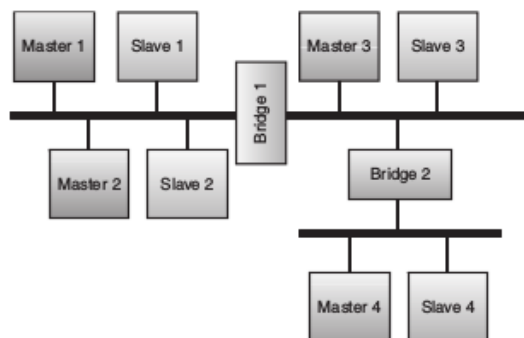 Master 1
Slave 1
Master 3
Slave 3
Bridge 1
Master 2
Slave 2
Bridge 2
Master 4
Slave 4